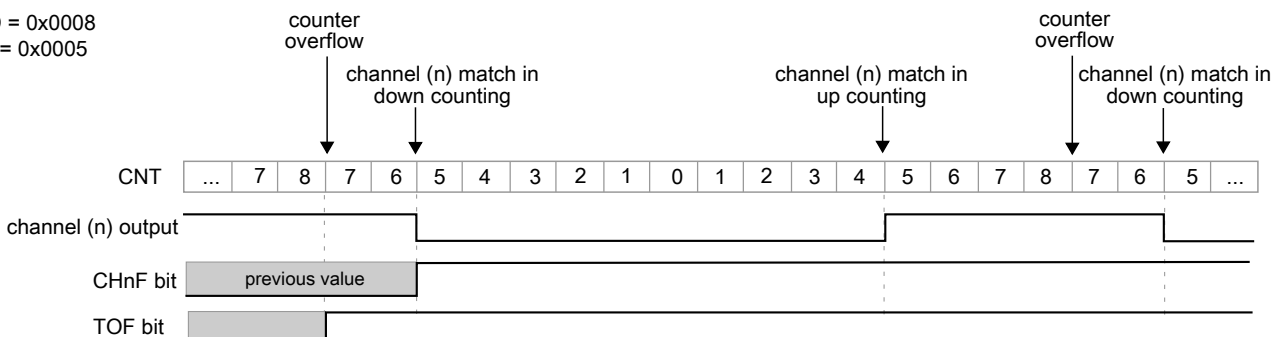 = 0x0008
= 0x0005
counter
overflow
channel (n) match in
down counting
channel (n) match in
up counting
counter
overflow
channel (n) match in
down counting
CNT ... 7 8 7 6 5 4 3 2 1 0 1 2 3 4 5 6 7 8 7 6 5 ...
channel (n) output
CHnF bit previous value
TOF bit